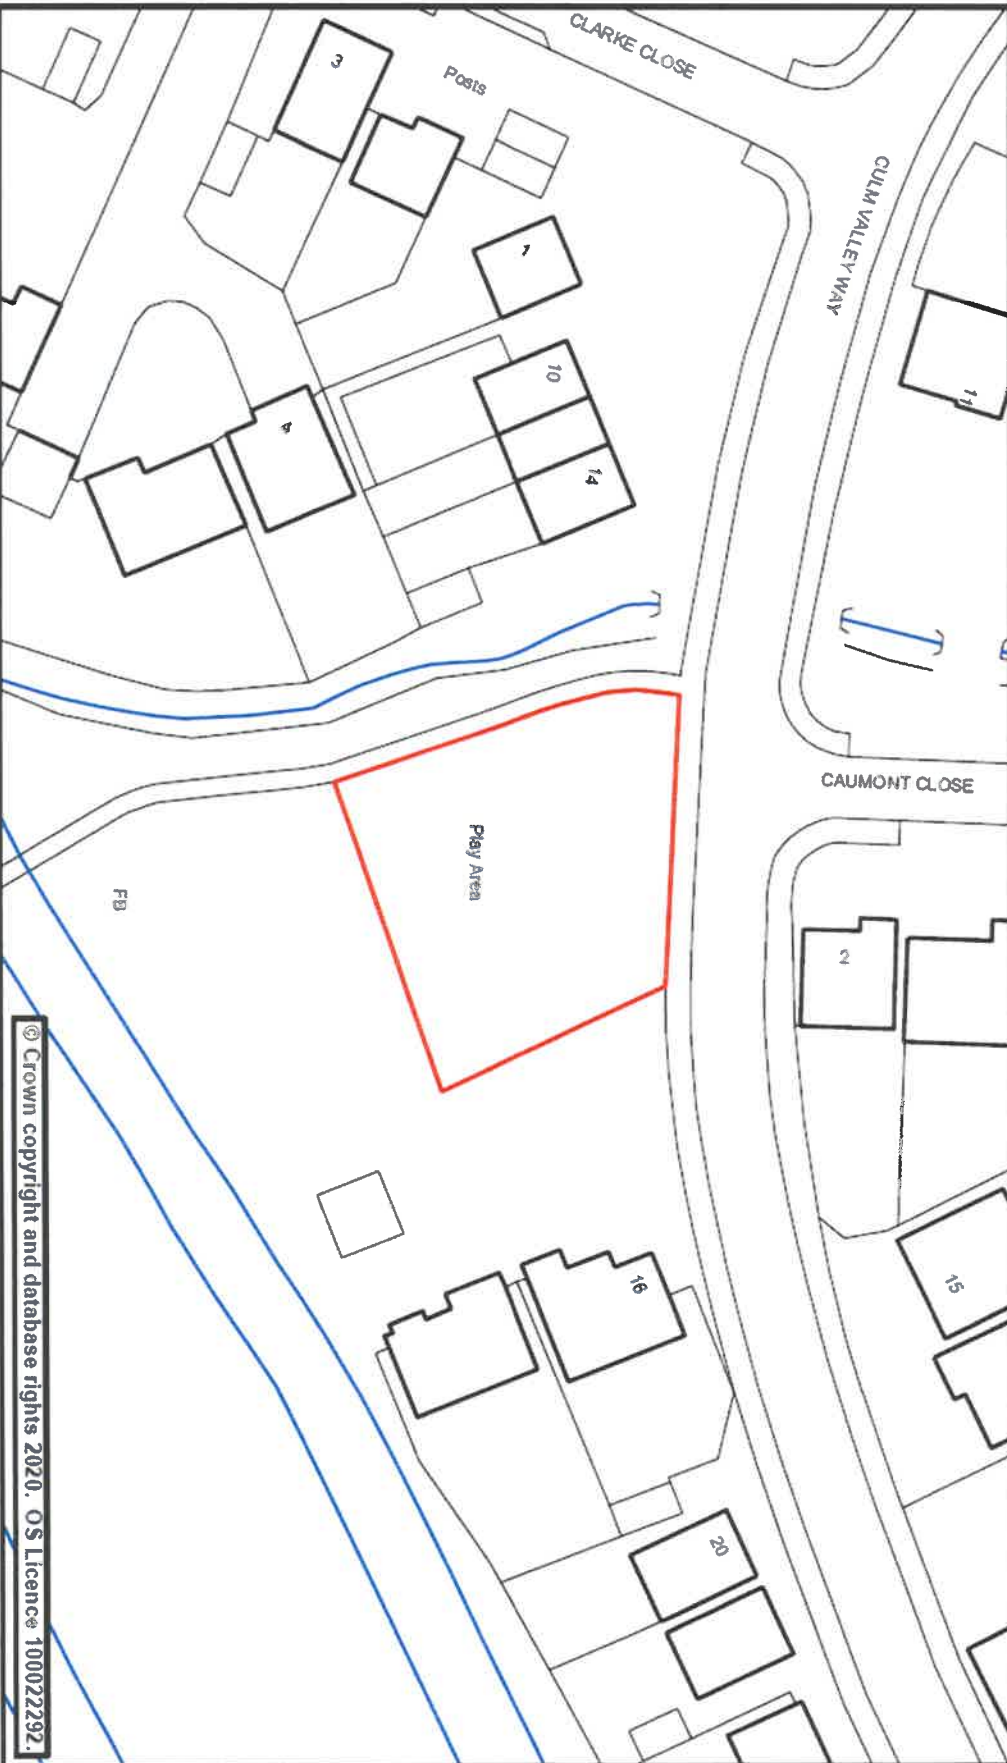 CLARKE CLOSE
3
Posts
CULM VALLEY WAY
11
10
14
4
CAUMONT CLOSE
Play Area
FB
2
16
15
20
© Crown copyright and database rights 2020. OS Licence 100022292.